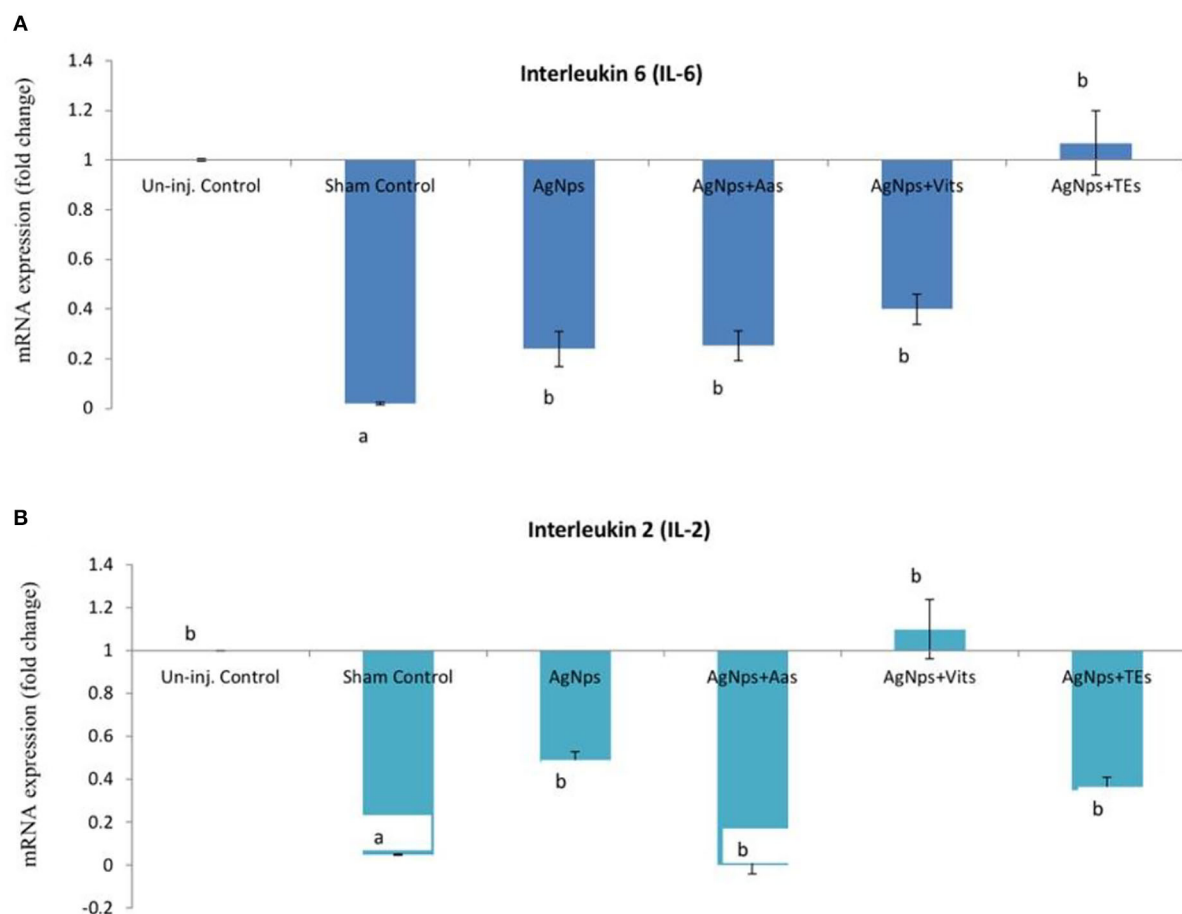 A
Interleukin 6 (IL-6)
mRNA expression (fold change)
1.4
1.2
1
0.8
0.6
0.4
0.2
0
b
Un-inj. Control
Sham Control
AgNps
AgNps+Aas
AgNps+Vits
AgNps+TEs
a
b
b
b
B
Interleukin 2 (IL-2)
mRNA expression (fold change)
1.4
1.2
1
0.8
0.6
0.4
0.2
0
-0.2
b
b
Un-inj. Control
Sham Control
AgNps
AgNps+Aas
AgNps+Vits
AgNps+TEs
a
b
b
b